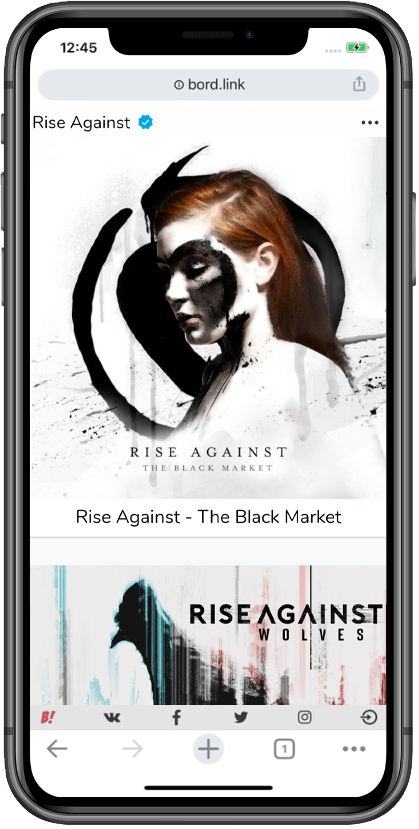 12:45
bord.link
Rise Against
RISE AGAINST
THE BLACK MARKET
Rise Against - The Black Market
RISE AGAINST
WOLVES
B!
1